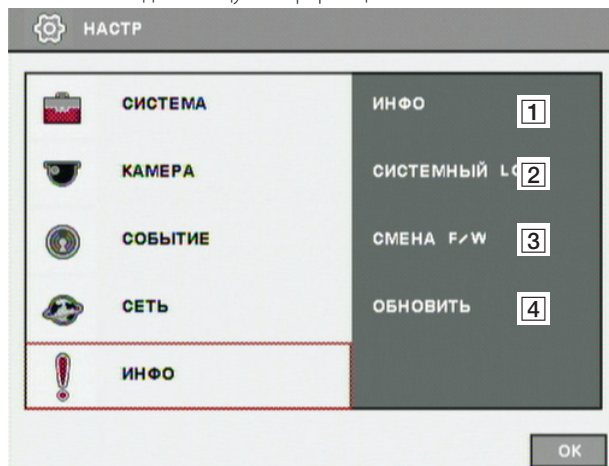 НАСТР
СИСТЕМА
КАМЕРА
СОБЫТИЕ
СЕТЬ
ИНФО
ИНФО 1
СИСТЕМНЫЙ 2
СМЕНА F/W 3
ОБНОВИТЬ 4
OK